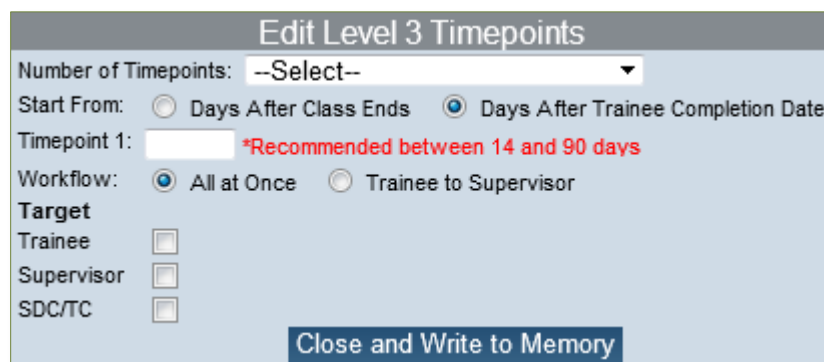 Edit Level 3 Timepoints
Number of Timepoints: --Select--
Start From: Days After Class Ends Days After Trainee Completion Date
Timepoint 1: *Recommended between 14 and 90 days
Workflow: All at Once Trainee to Supervisor
Target
Trainee
Supervisor
SDC/TC
Close and Write to Memory